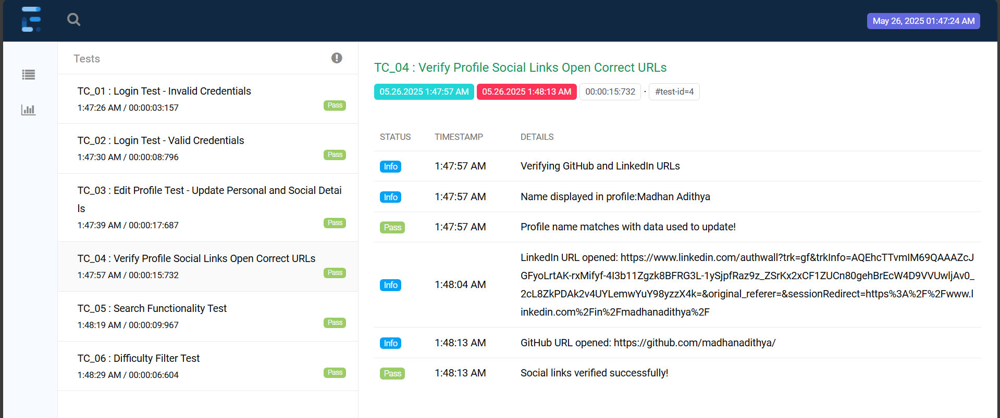 May 26, 2025 01:47:24 AM
Tests
TC_01 : Login Test - Invalid Credentials
1:47:26 AM / 00:00:03:157
Pass
TC_02 : Login Test - Valid Credentials
1:47:30 AM / 00:00:08:796
Pass
TC_03 : Edit Profile Test - Update Personal and Social Detai
ls
1:47:39 AM / 00:00:17:687
Pass
TC_04 : Verify Profile Social Links Open Correct URLs
1:47:57 AM / 00:00:15:732
Pass
TC_05 : Search Functionality Test
1:48:19 AM / 00:00:09:967
Pass
TC_06 : Difficulty Filter Test
1:48:29 AM / 00:00:06:604
Pass
TC_04 : Verify Profile Social Links Open Correct URLs
05.26.2025 1:47:57 AM 05.26.2025 1:48:13 AM 00:00:15:732 · #test-id=4
STATUS TIMESTAMP DETAILS
Info 1:47:57 AM Verifying GitHub and LinkedIn URLs
Info 1:47:57 AM Name displayed in profile:Madhan Adithya
Pass 1:47:57 AM Profile name matches with data used to update!
LinkedIn URL opened: https://www.linkedin.com/authwall?trk=gf&trkInfo=AQEhcTTvmIM69QAAAZcJ
GFyoLrtAK-rxMifyf-4I3b11Zgzk8BFRG3L-1ySjpfRaz9z_ZSrKx2xCF1ZUCn80gehBrEcW4D9VVUwljAv0_
Info 1:48:04 AM
2cL8ZkPDAk2v4UYLemwYuY98yzzX4k=&original_referer=&sessionRedirect=https%3A%2F%2Fwww.l
inkedin.com%2Fin%2Fmadhanadithya%2F
Info 1:48:13 AM GitHub URL opened: https://github.com/madhanadithya/
Pass 1:48:13 AM Social links verified successfully!